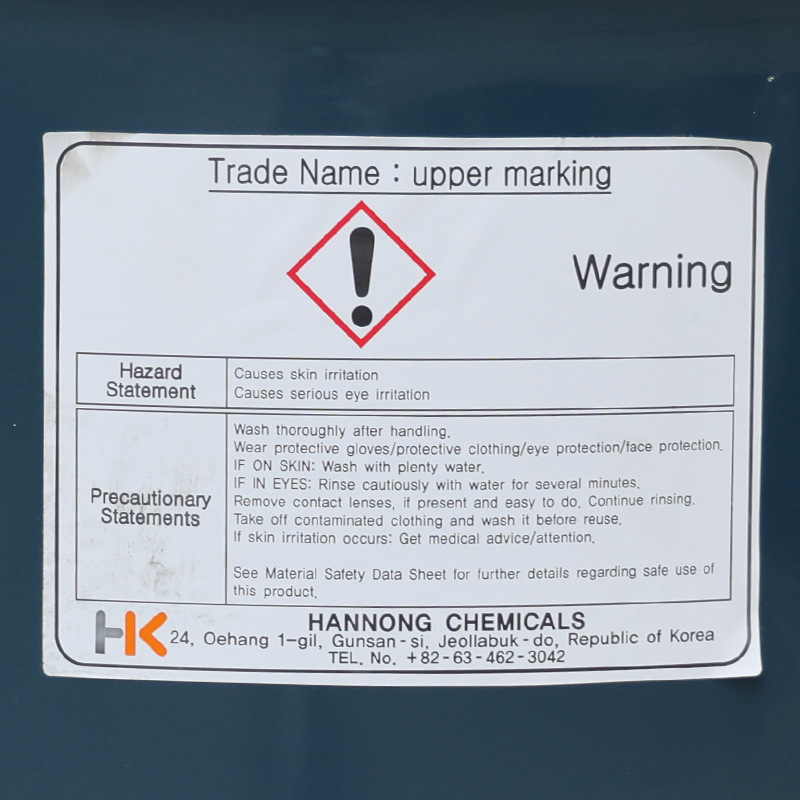 Trade Name : upper marking
Warning
Hazard
Statement
Causes skin irritation
Causes serious eye irritation
Precautionary
Statements
Wash thoroughly after handling.
Wear protective gloves/protective clothing/eye protection/face protection.
IF ON SKIN: Wash with plenty water.
IF IN EYES: Rinse cautiously with water for several minutes.
Remove contact lenses, if present and easy to do. Continue rinsing.
Take off contaminated clothing and wash it before reuse.
If skin irritation occurs: Get medical advice/attention.
See Material Safety Data Sheet for further details regarding safe use of
this product.
HK
HANNONG CHEMICALS
24, Oehang 1-gil, Gunsan-si, Jeollabuk-do, Republic of Korea
TEL. No. +82-63-462-3042